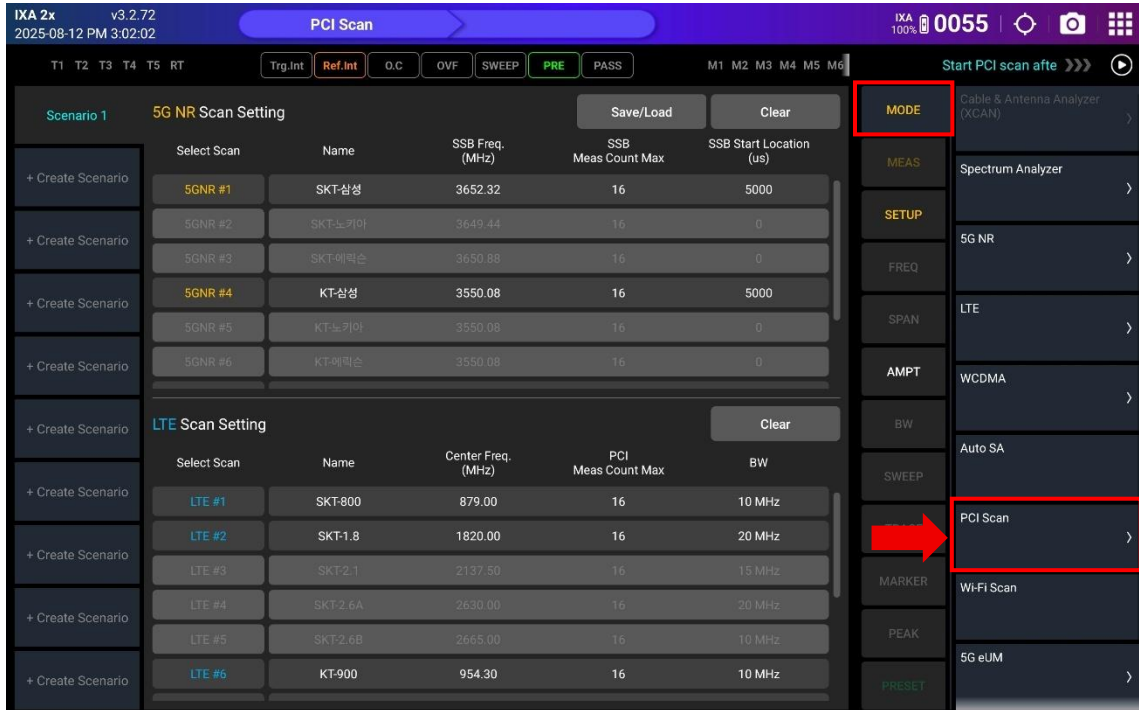 IXA 2x v3.2.72
2025-08-12 PM 3:02:02
PCI Scan
IXA 100% 0055
T1 T2 T3 T4 T5 RT
Trg.Int Ref.Int O.C OVF SWEEP PRE PASS
M1 M2 M3 M4 M5 M6
Start PCI scan afte
Scenario 1
+ Create Scenario
+ Create Scenario
+ Create Scenario
+ Create Scenario
+ Create Scenario
+ Create Scenario
+ Create Scenario
+ Create Scenario
+ Create Scenario
5G NR Scan Setting Save/Load Clear
Select Scan Name SSB Freq. (MHz) SSB Meas Count Max SSB Start Location (us)
5GNR #1 SKT-삼성 3652.32 16 5000
5GNR #2 SKT-노키아 3649.44 16 0
5GNR #3 SKT-에릭슨 3650.88 16 0
5GNR #4 KT-삼성 3550.08 16 5000
5GNR #5 KT-노키아 3550.08 16 0
5GNR #6 KT-에릭슨 3550.08 16 0
LTE Scan Setting Clear
Select Scan Name Center Freq. (MHz) PCI Meas Count Max BW
LTE #1 SKT-800 879.00 16 10 MHz
LTE #2 SKT-1.8 1820.00 16 20 MHz
LTE #3 SKT-2.1 2137.50 16 15 MHz
LTE #4 SKT-2.6A 2630.00 16 20 MHz
LTE #5 SKT-2.6B 2665.00 16 10 MHz
LTE #6 KT-900 954.30 16 10 MHz
MODE
MEAS
SETUP
FREQ
SPAN
AMPT
BW
SWEEP
MARKER
PEAK
PRESET
Cable & Antenna Analyzer
(XCAN)
Spectrum Analyzer
5G NR
LTE
WCDMA
Auto SA
PCI Scan
Wi-Fi Scan
5G eUM